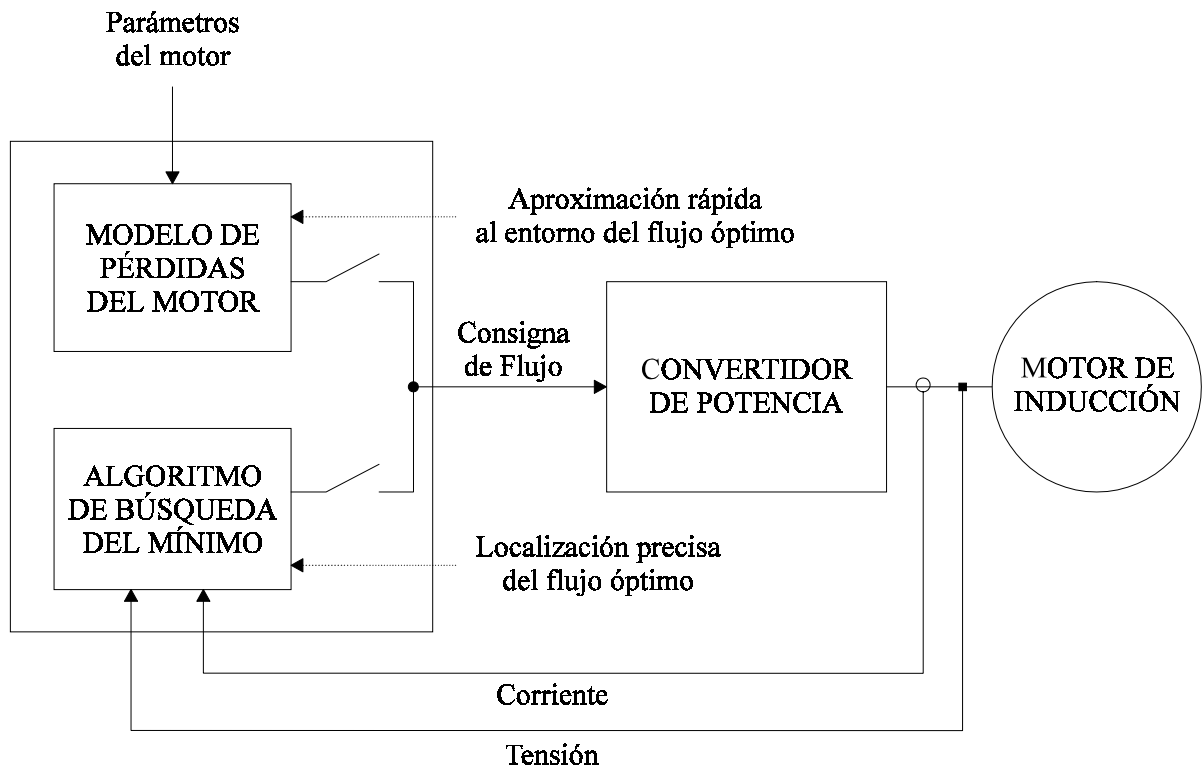 Parámetros
del motor
MODELO DE
PÉRDIDAS
DEL MOTOR
Aproximación rápida
al entorno del flujo óptimo
Consigna
de Flujo
CONVERTIDOR
DE POTENCIA
MOTOR DE
INDUCCIÓN
ALGORITMO
DE BÚSQUEDA
DEL MÍNIMO
Localización precisa
del flujo óptimo
Corriente
Tensión